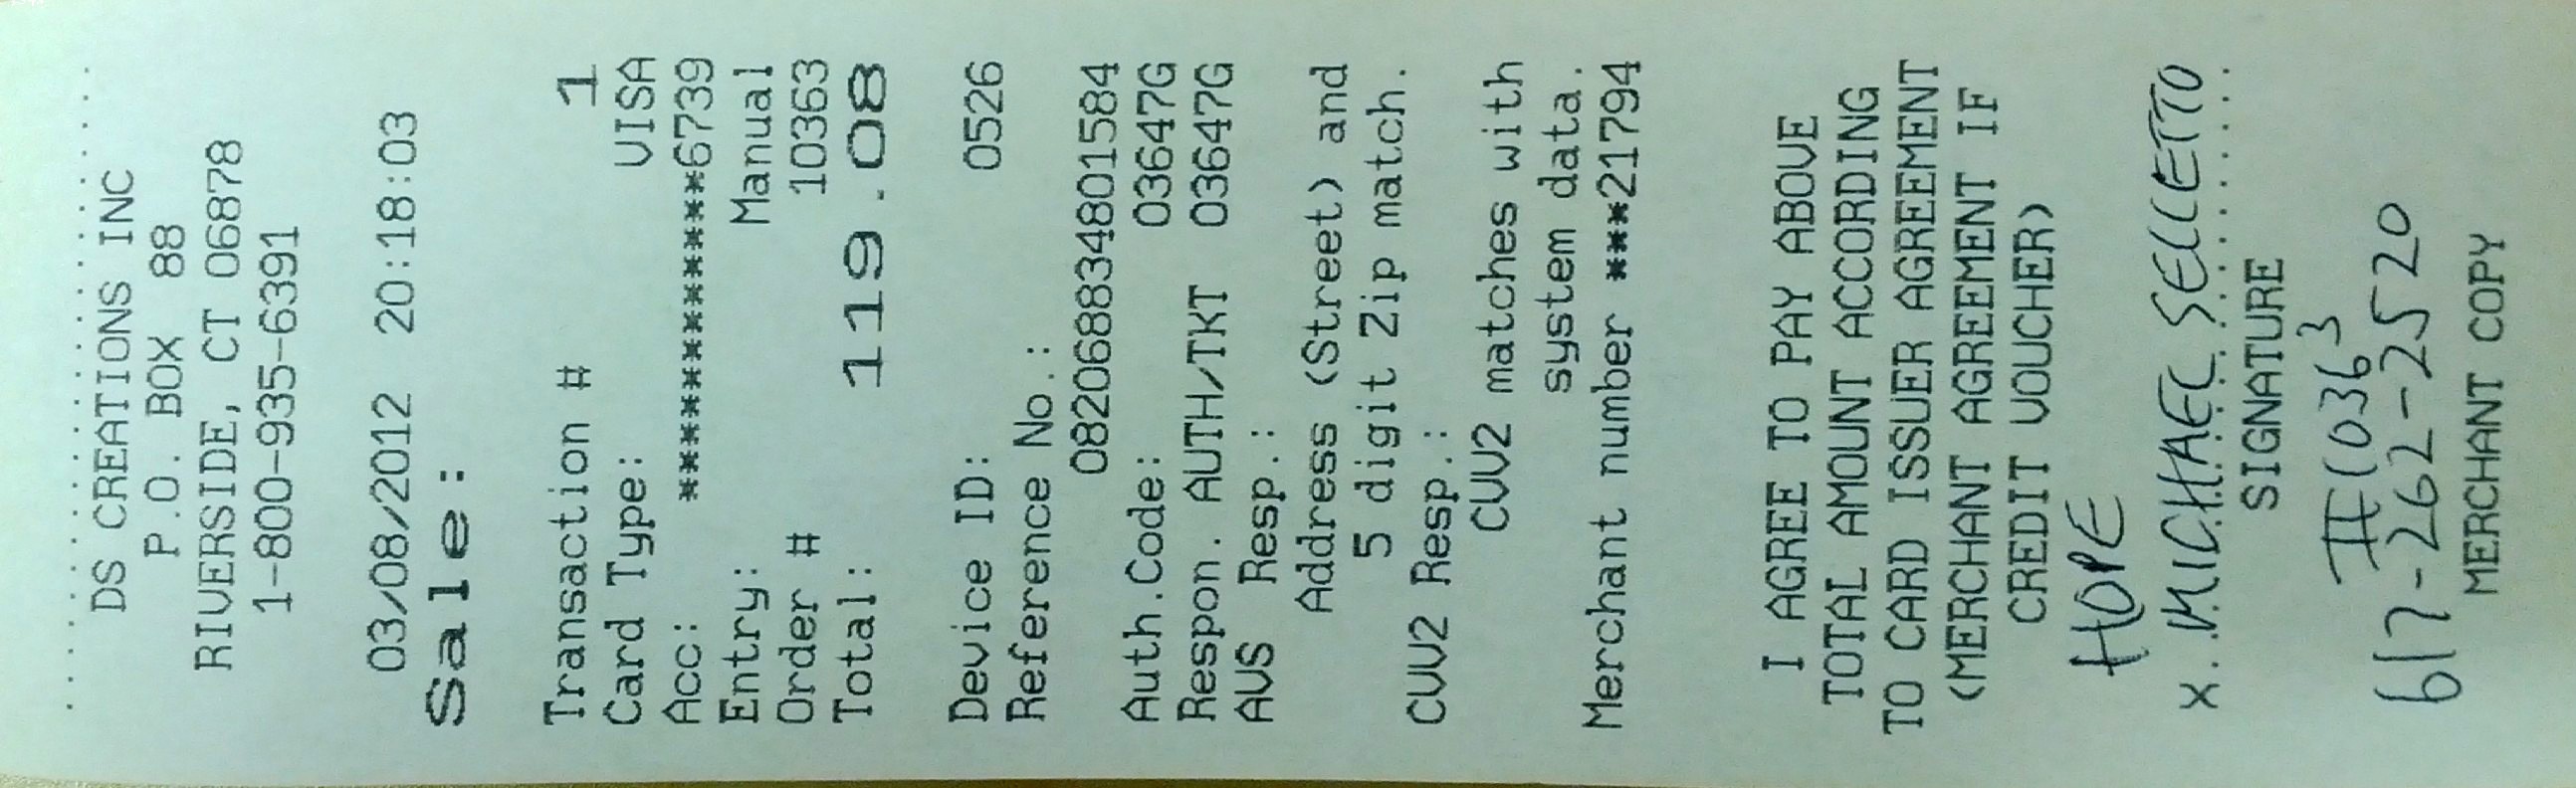 DS CREATIONS INC
P.O. BOX 88
RIVERSIDE, CT 06878
1-800-935-6391
03/08/2012 20:18:03
Sale:
Transaction # 1
Card Type: VISA
Acc: ************6739
Entry: Manual
Order # 10363
Total: 119.08
Device ID: 0526
Reference No.:
082068834801584
Auth.Code: 03647G
Respon. AUTH/TKT 03647G
AVS Resp.:
Address (Street) and
5 digit Zip match.
CVV2 Resp.:
CVV2 matches with
system data.
Merchant number ***21794
I AGREE TO PAY ABOVE
TOTAL AMOUNT ACCORDING
TO CARD ISSUER AGREEMENT
(MERCHANT AGREEMENT IF
CREDIT VOUCHER)
HOPE
X. MICHAEL SELLETTO
SIGNATURE
#10363
617-262-2520
MERCHANT COPY